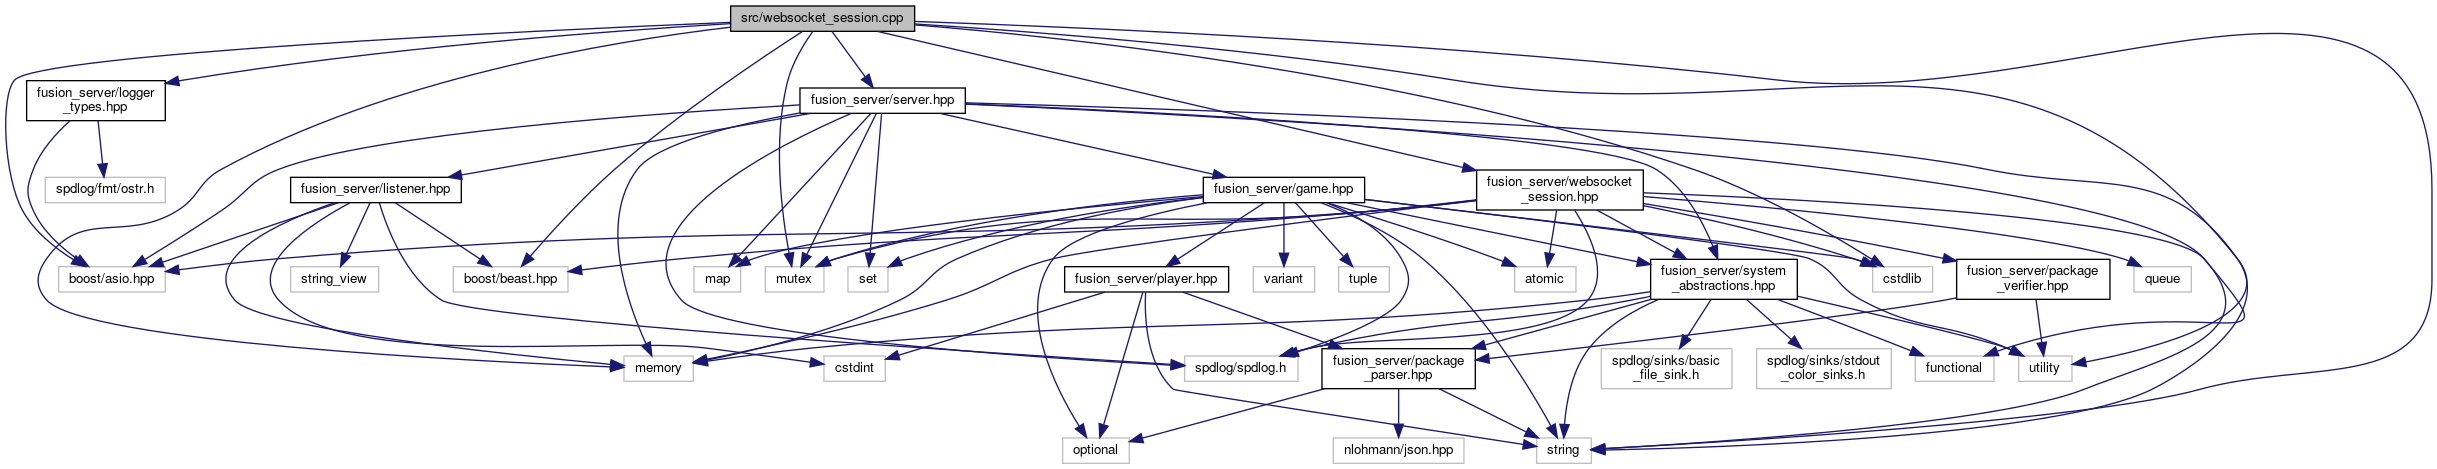 src/websocket_session.cpp
fusion_server/logger
_types.hpp
fusion_server/server.hpp
spdlog/fmt/ostr.h
fusion_server/listener.hpp
fusion_server/game.hpp
fusion_server/websocket
_session.hpp
boost/asio.hpp
string_view
boost/beast.hpp
map
mutex
set
fusion_server/player.hpp
variant
tuple
atomic
fusion_server/system
_abstractions.hpp
cstdlib
fusion_server/package
_verifier.hpp
queue
memory
cstdint
spdlog/spdlog.h
fusion_server/package
_parser.hpp
spdlog/sinks/basic
_file_sink.h
spdlog/sinks/stdout
_color_sinks.h
functional
utility
optional
nlohmann/json.hpp
string